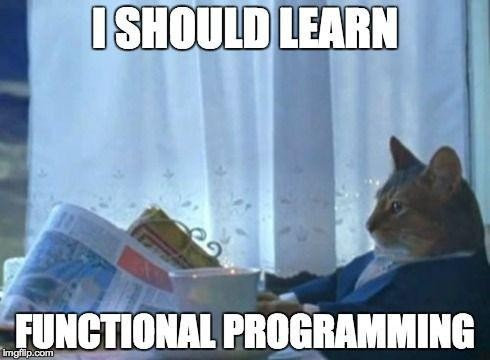 I SHOULD LEARN
FUNCTIONAL PROGRAMMING
imgflip.com